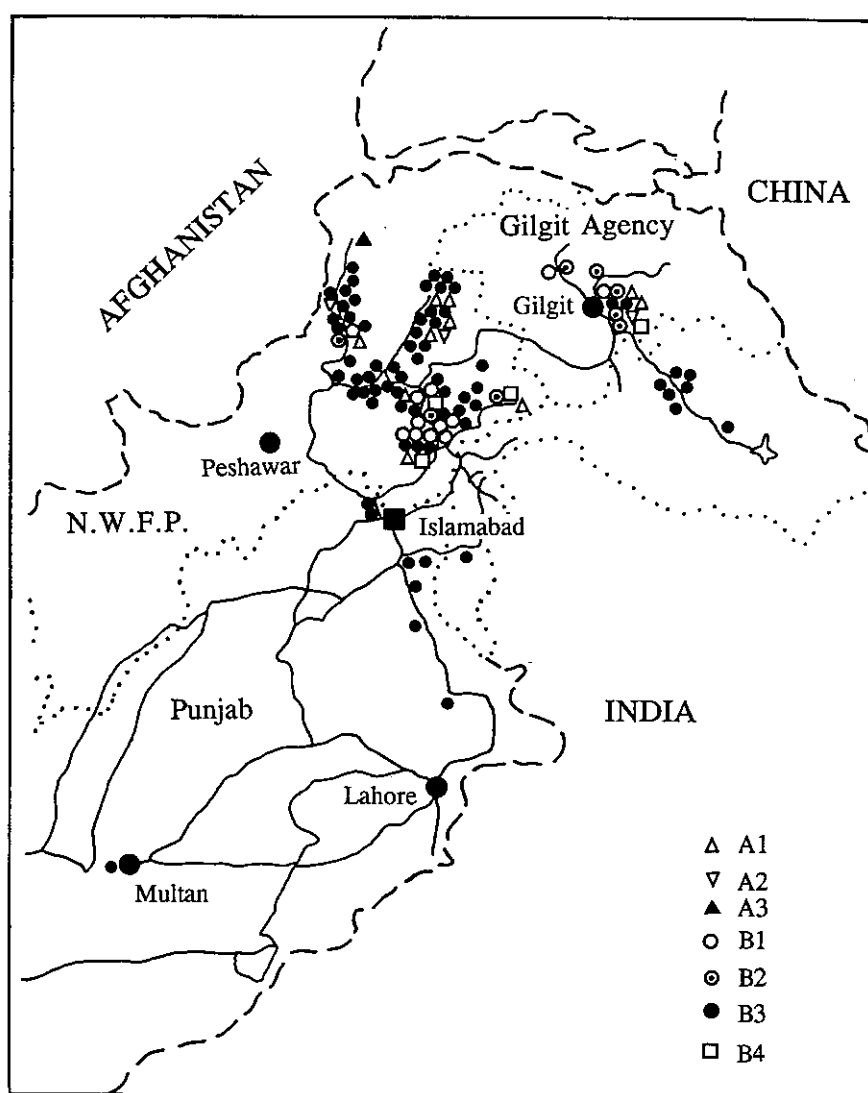 CHINA
AFGHANISTAN
Gilgit Agency
Gilgit
Peshawar
N.W.F.P.
Islamabad
Punjab
INDIA
Lahore
Multan
A1
A2
A3
B1
B2
B3
B4